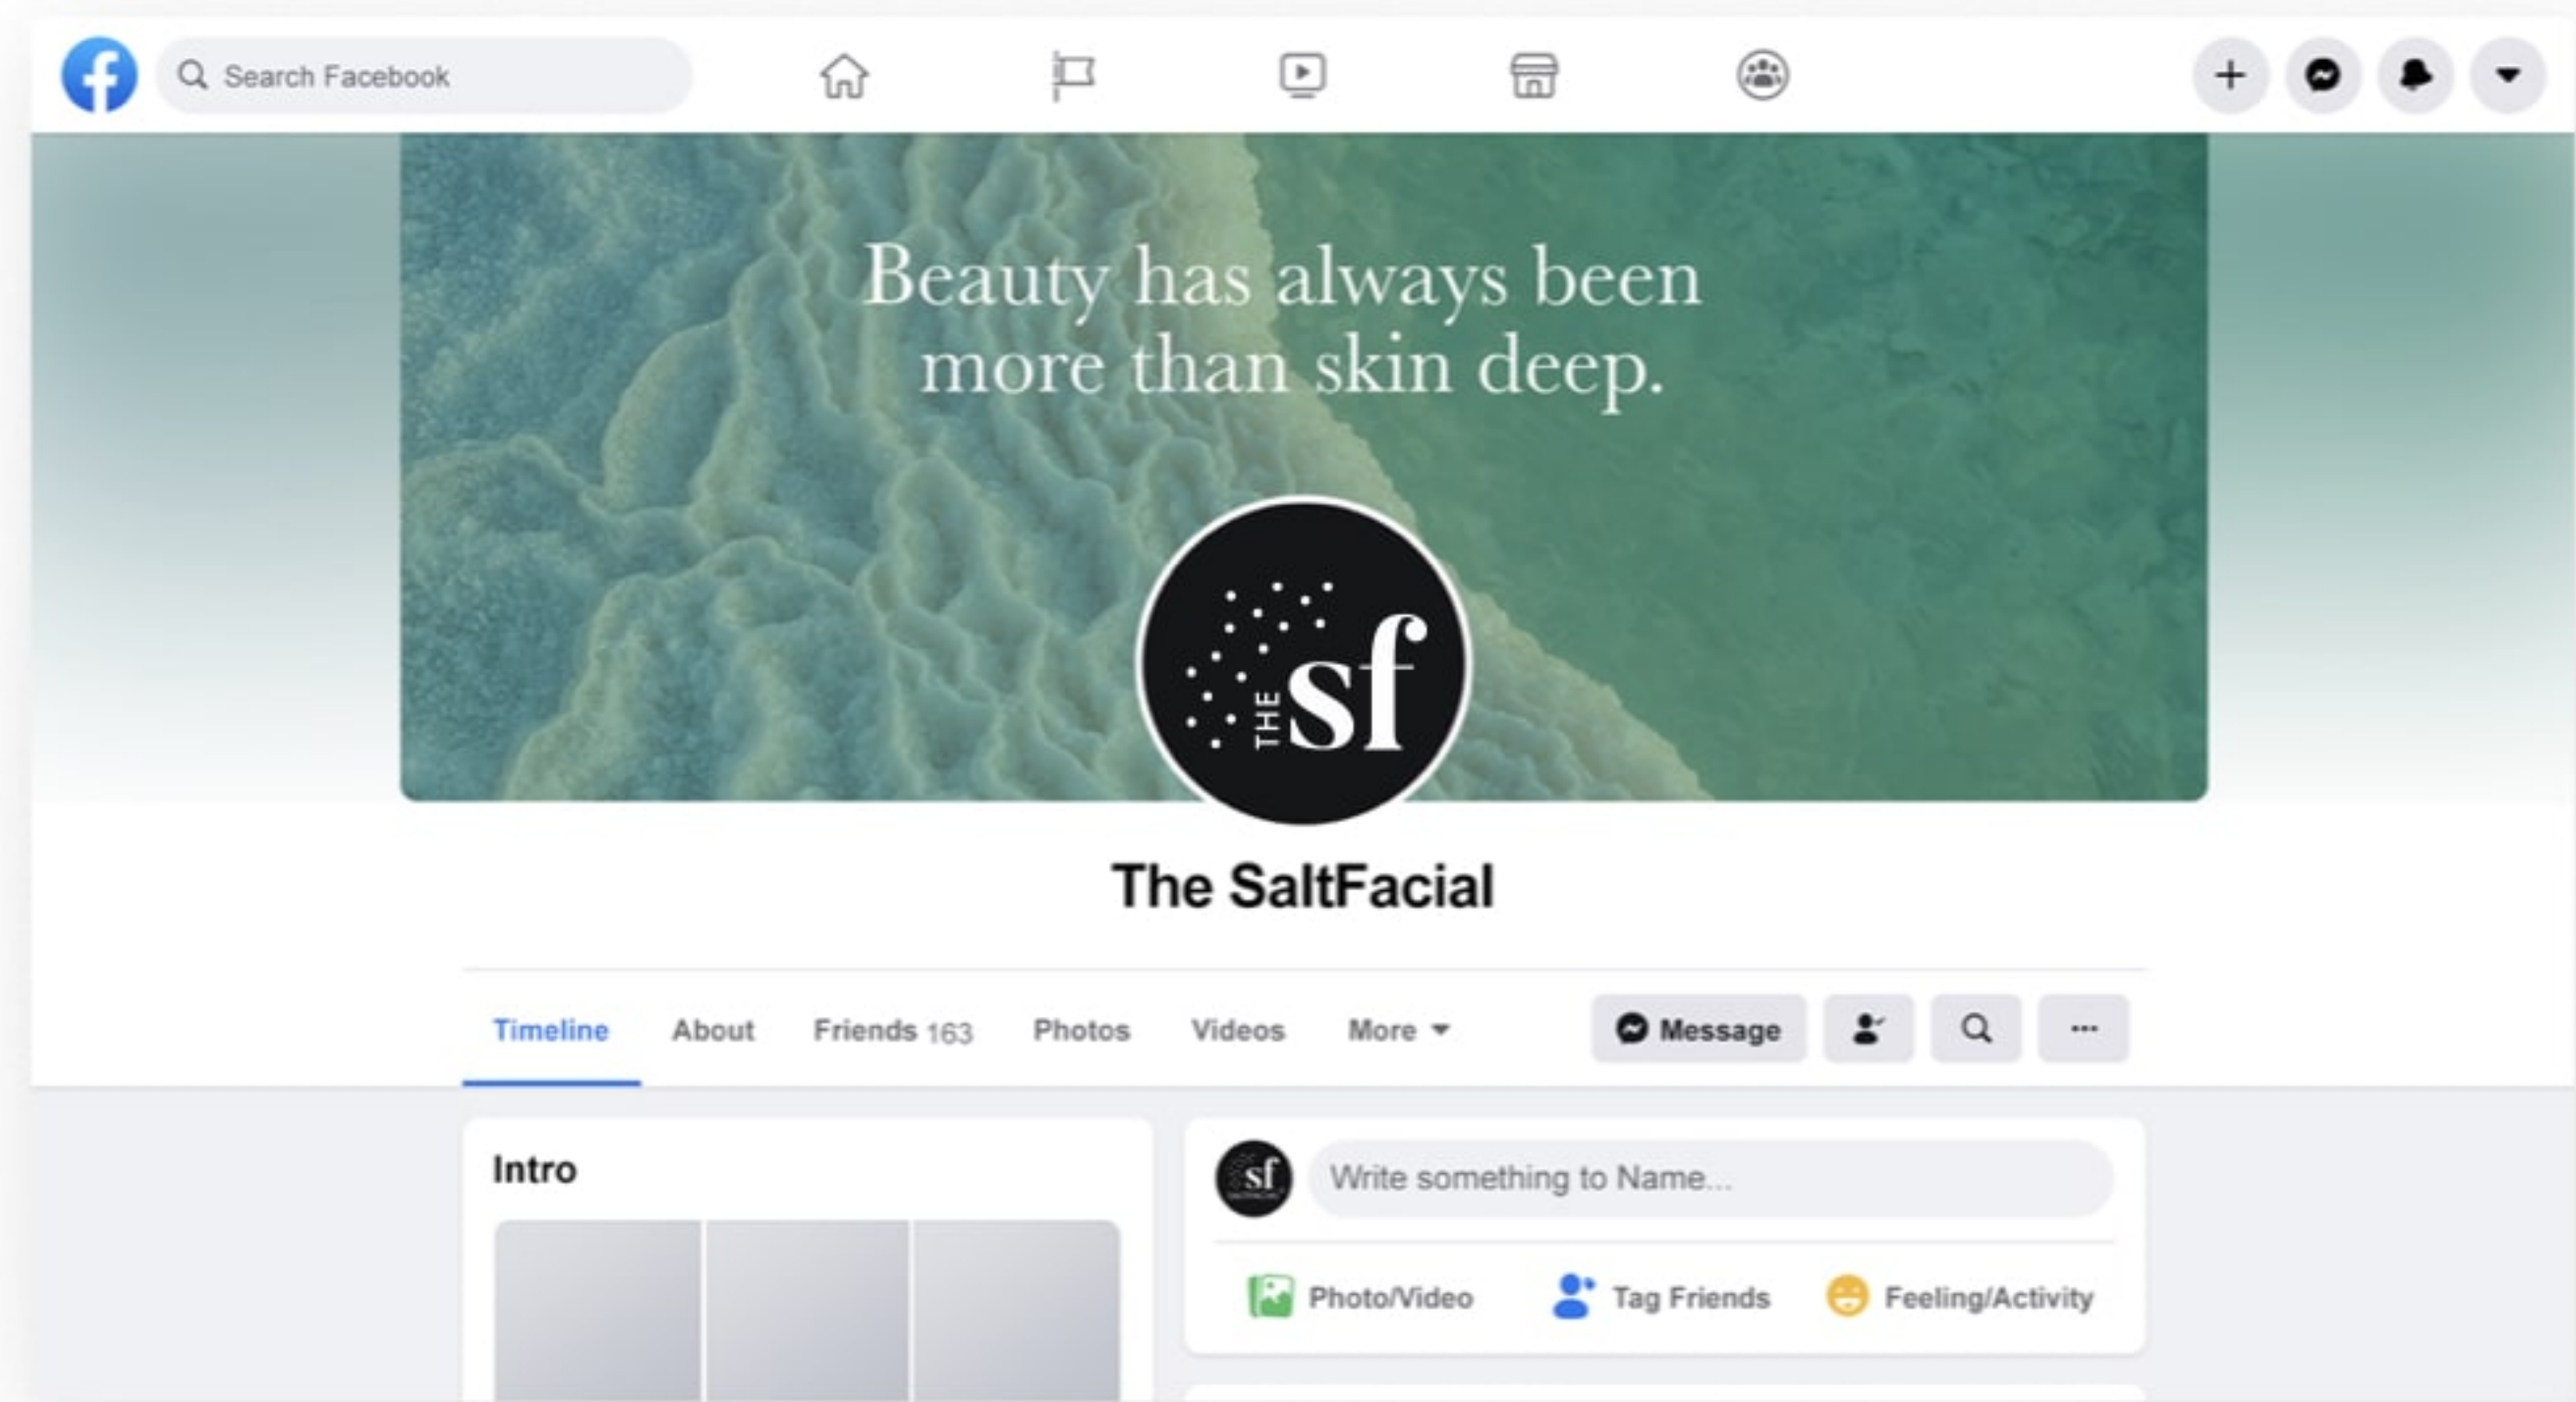 Search Facebook
Beauty has always been
more than skin deep.
THE sf
The SaltFacial
Timeline About Friends 163 Photos Videos More Message
Intro
sf
Write something to Name...
Photo/Video Tag Friends Feeling/Activity